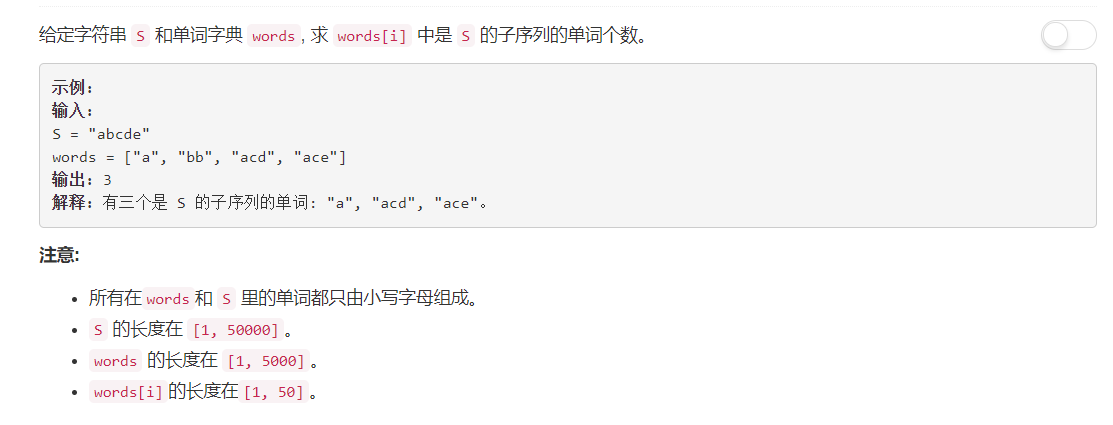 给定字符串 S 和单词字典 words, 求 words[i] 中是 S 的子序列的单词个数。
示例:
输入:
S = "abcde"
words = ["a", "bb", "acd", "ace"]
输出: 3
解释: 有三个是 S 的子序列的单词: "a", "acd", "ace"。
注意:
所有在words和 S 里的单词都只由小写字母组成。
S 的长度在 [1, 50000]。
words 的长度在 [1, 5000]。
words[i]的长度在[1, 50]。